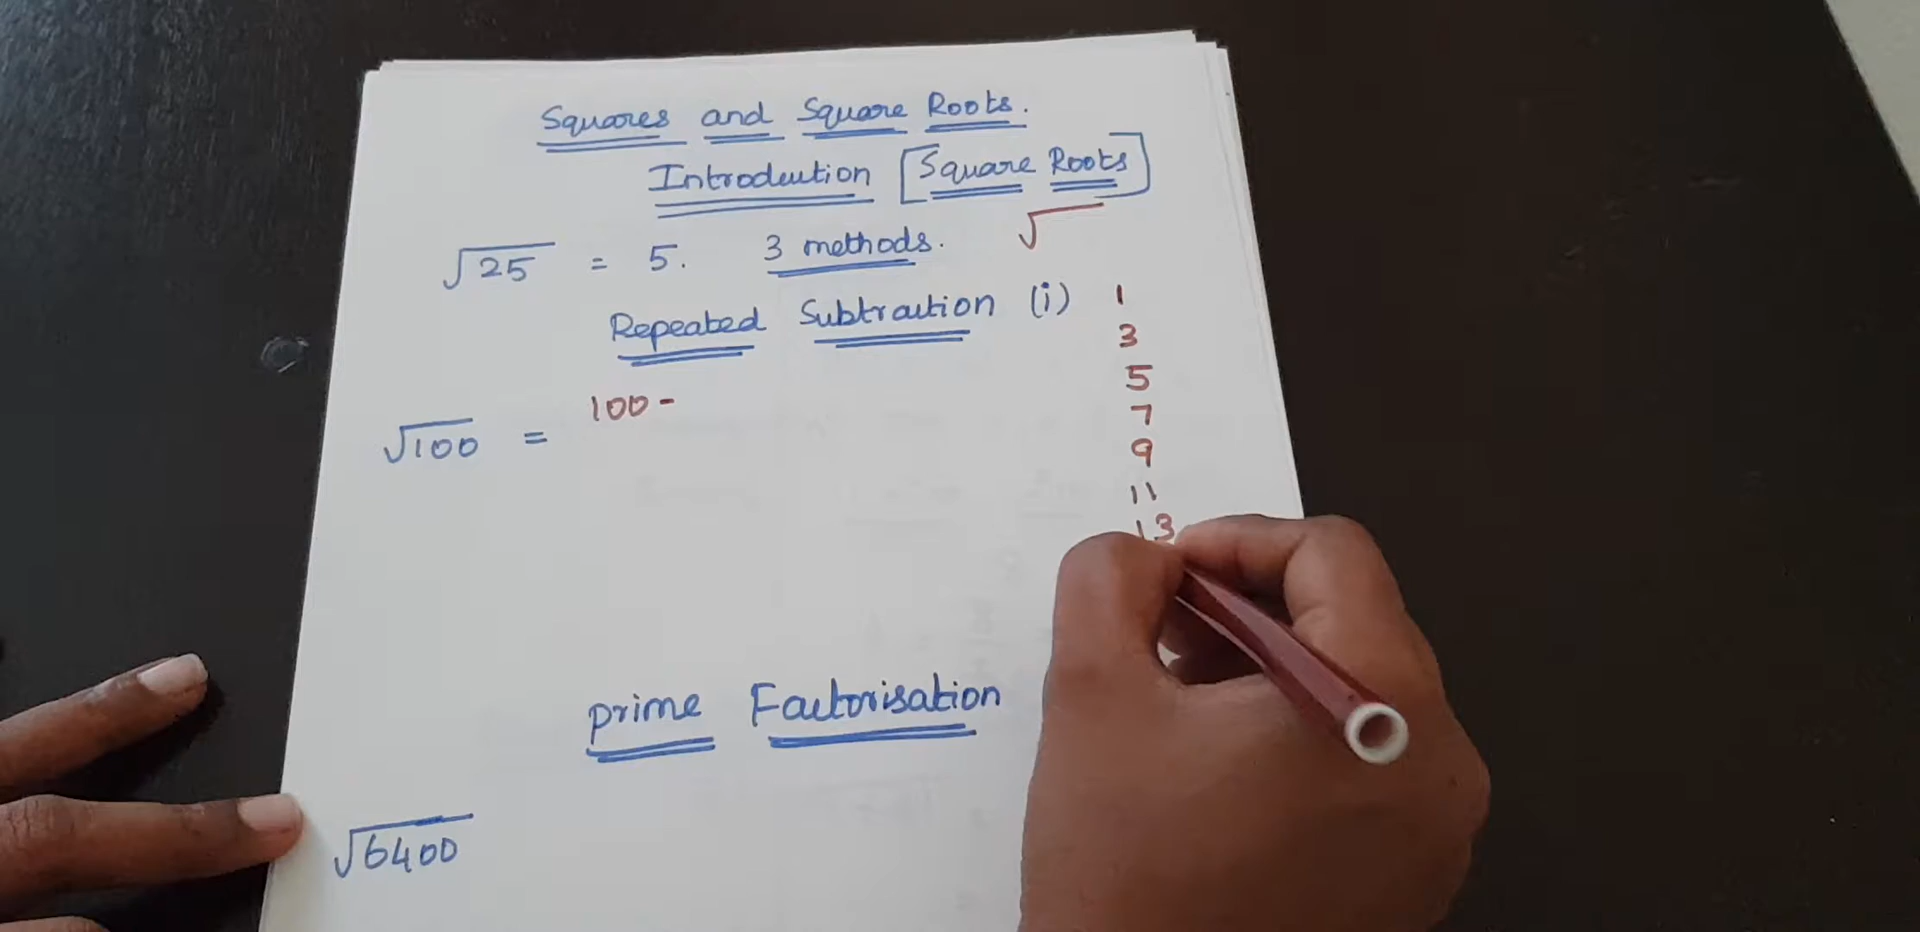 Squares and Square Roots.
Introduction [Square Roots]
√25 = 5. 3 methods. √
Repeated Subtraction (i)
1
3
5
7
9
11
13
100 -
√100 =
prime Factorisation
√6400